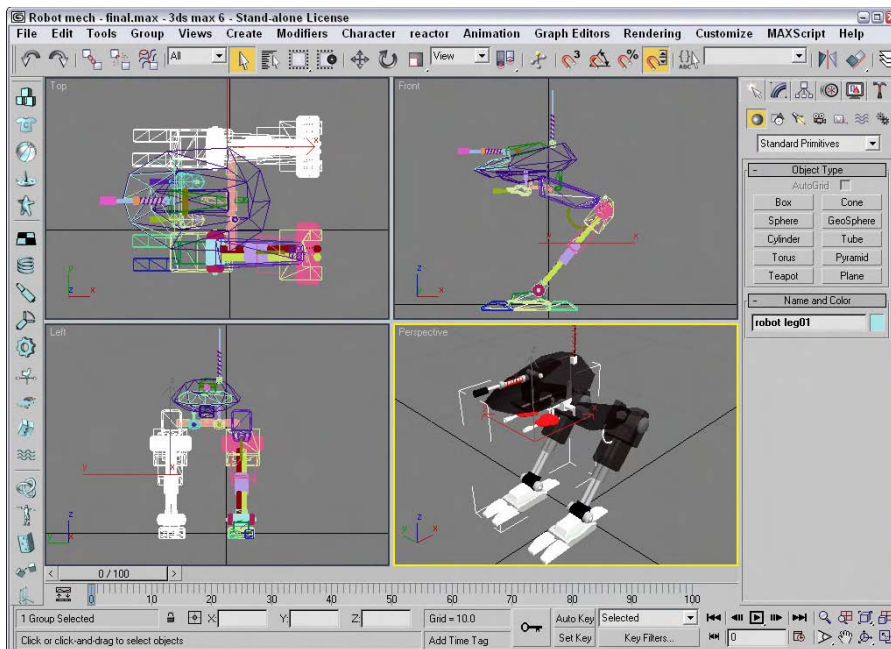 Robot mech - final.max - 3ds max 6 - Stand-alone License
File Edit Tools Group Views Create Modifiers Character reactor Animation Graph Editors Rendering Customize MAXScript Help
All
View
3
%
ABC
Top
Front
x
y
z x
x
z
x
Standard Primitives
- Object Type
AutoGrid
Box Cone
Sphere GeoSphere
Cylinder Tube
Torus Pyramid
Teapot Plane
- Name and Color
robot leg01
Left
Perspective
y x
z
y
z
y x
< 0 / 100 >
0 10 20 30 40 50 60 70 80 90 100
1 Group Selected X: Y: Z: Grid = 10.0 Auto Key Selected
Click or click-and-drag to select objects Add Time Tag Set Key Key Filters... 0